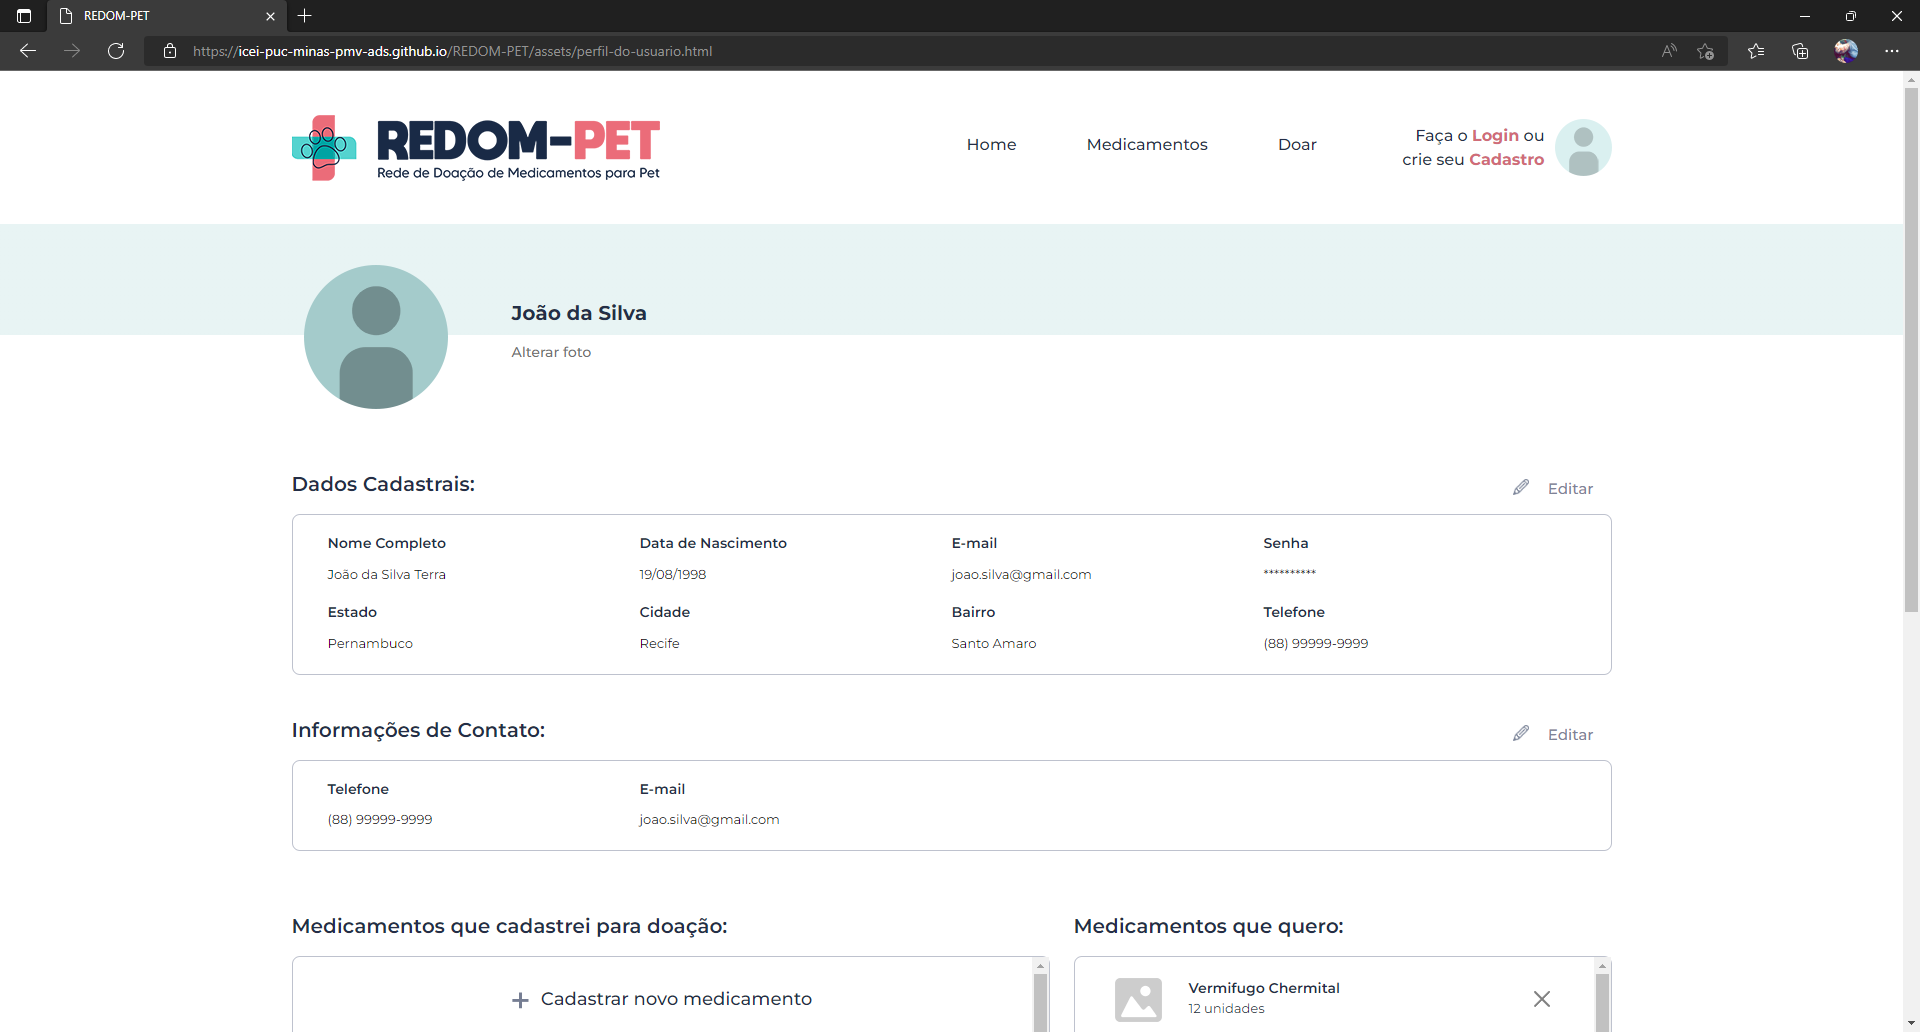 REDOM-PET
https://icei-puc-minas-pmv-ads.github.io/REDOM-PET/assets/perfil-do-usuario.html
REDOM-PET
Rede de Doação de Medicamentos para Pet
Home
Medicamentos
Doar
Faça o Login ou
crie seu Cadastro
João da Silva
Alterar foto
Dados Cadastrais:
Editar
Nome Completo
Data de Nascimento
E-mail
Senha
João da Silva Terra
19/08/1998
joao.silva@gmail.com
**********
Estado
Cidade
Bairro
Telefone
Pernambuco
Recife
Santo Amaro
(88) 99999-9999
Informações de Contato:
Editar
Telefone
E-mail
(88) 99999-9999
joao.silva@gmail.com
Medicamentos que cadastrei para doação:
Medicamentos que quero:
+ Cadastrar novo medicamento
Vermifugo Chermital
12 unidades